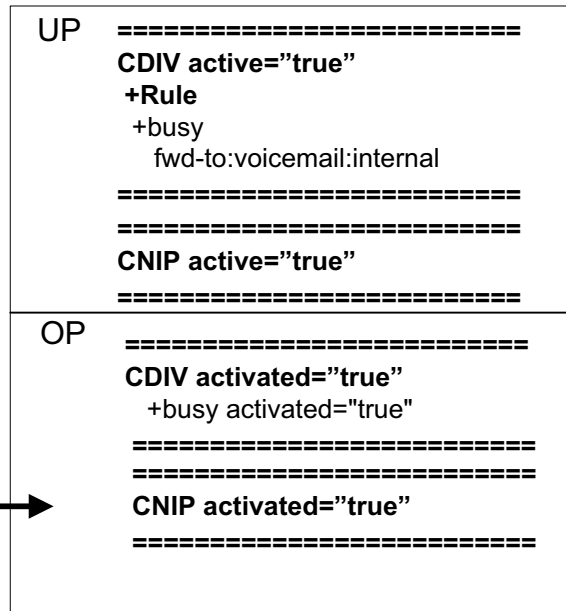 UP
==========================
CDIV active=”true”
+Rule
+busy
fwd-to:voicemail:internal
==========================
==========================
CNIP active=”true”
==========================
OP
==========================
CDIV activated=”true”
+busy activated="true"
==========================
==========================
CNIP activated=”true”
==========================